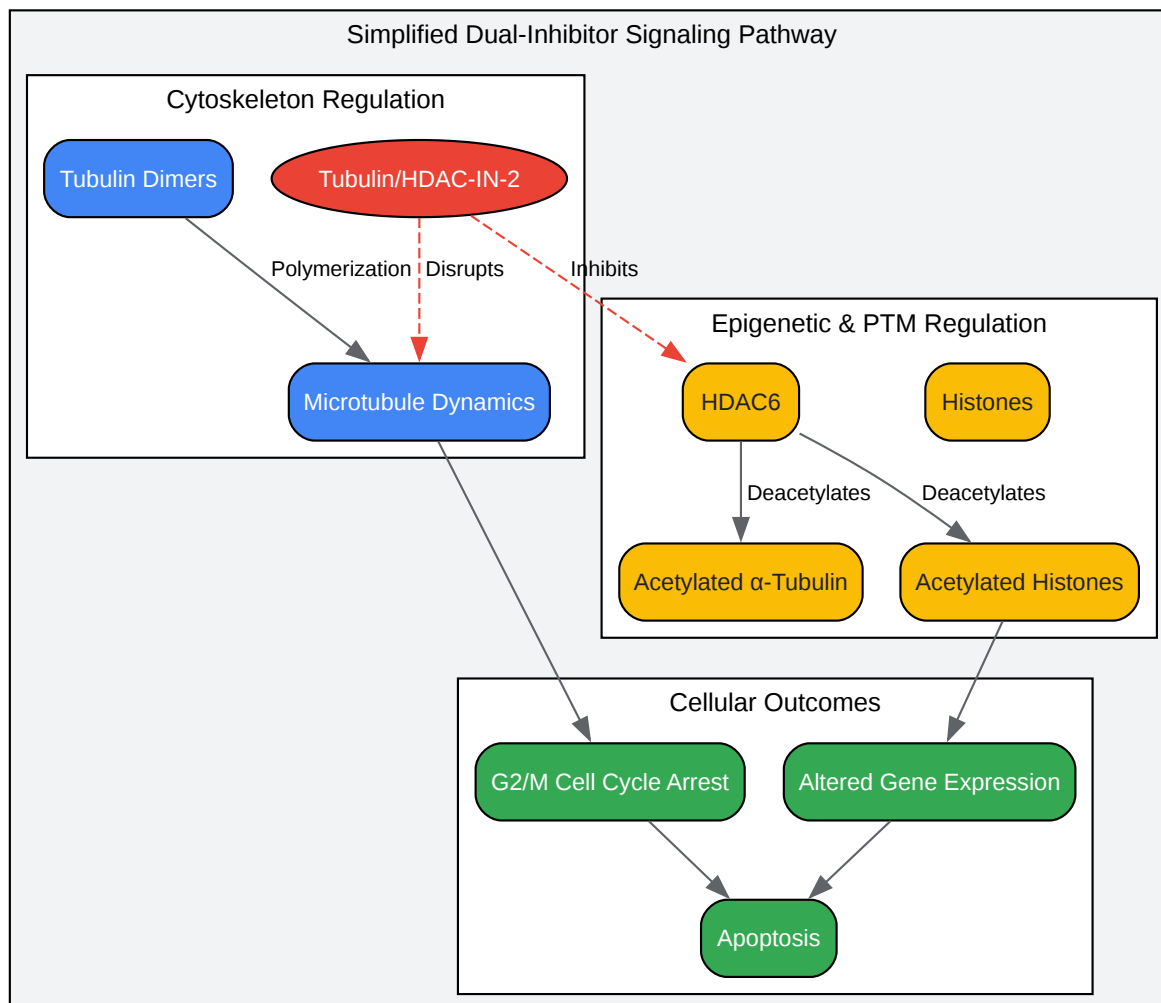 Simplified Dual-Inhibitor Signaling Pathway
Cytoskeleton Regulation
Tubulin Dimers
Tubulin/HDAC-IN-2
Polymerization
Disrupts
Inhibits
Microtubule Dynamics
Epigenetic & PTM Regulation
HDAC6
Histones
Deacetylates
Deacetylates
Acetylated α-Tubulin
Acetylated Histones
Cellular Outcomes
G2/M Cell Cycle Arrest
Altered Gene Expression
Apoptosis